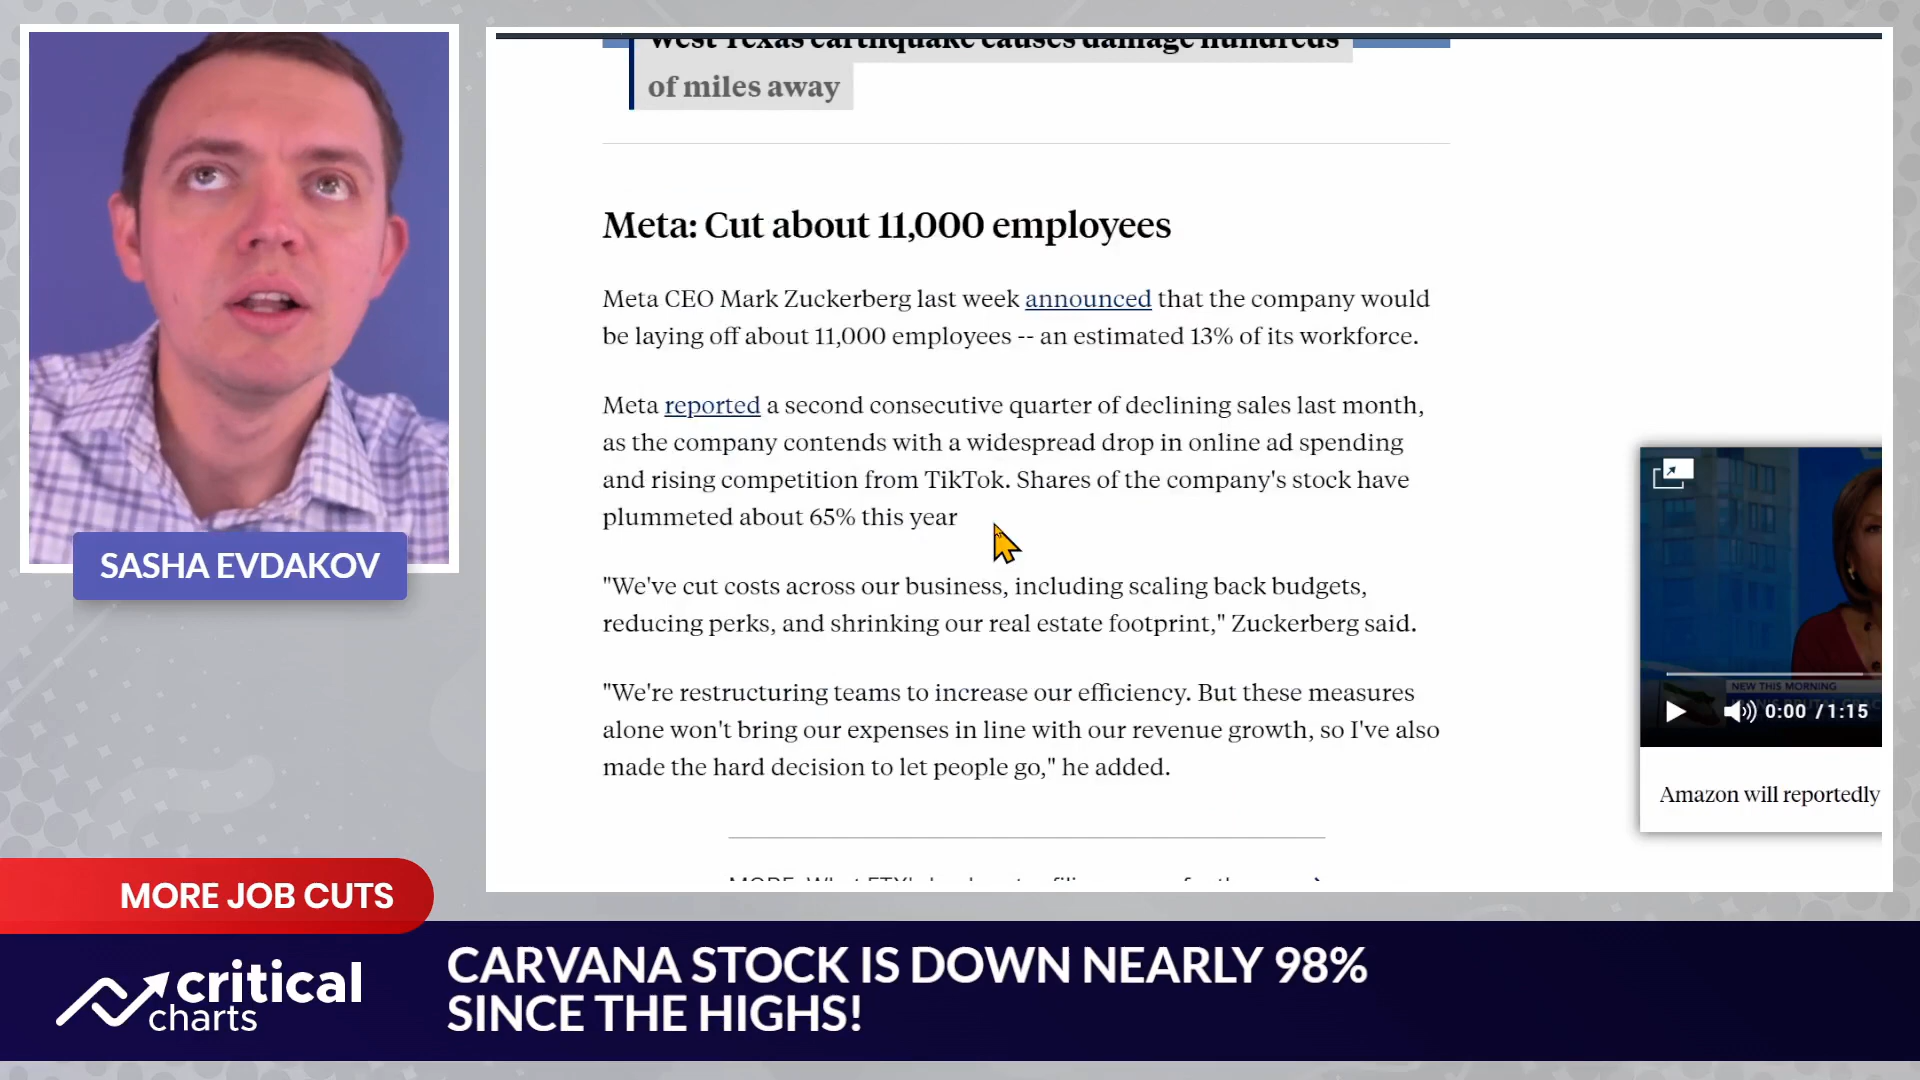 West Texas earthquake causes damage hundreds
of miles away
Meta: Cut about 11,000 employees
Meta CEO Mark Zuckerberg last week announced that the company would
be laying off about 11,000 employees -- an estimated 13% of its workforce.
Meta reported a second consecutive quarter of declining sales last month,
as the company contends with a widespread drop in online ad spending
and rising competition from TikTok. Shares of the company's stock have
plummeted about 65% this year
"We've cut costs across our business, including scaling back budgets,
reducing perks, and shrinking our real estate footprint," Zuckerberg said.
"We're restructuring teams to increase our efficiency. But these measures
alone won't bring our expenses in line with our revenue growth, so I've also
made the hard decision to let people go," he added.
NEW THIS MORNING
0:00 / 1:15
Amazon will reportedly
SASHA EVDAKOV
MORE JOB CUTS
critical
charts
CARVANA STOCK IS DOWN NEARLY 98%
SINCE THE HIGHS!